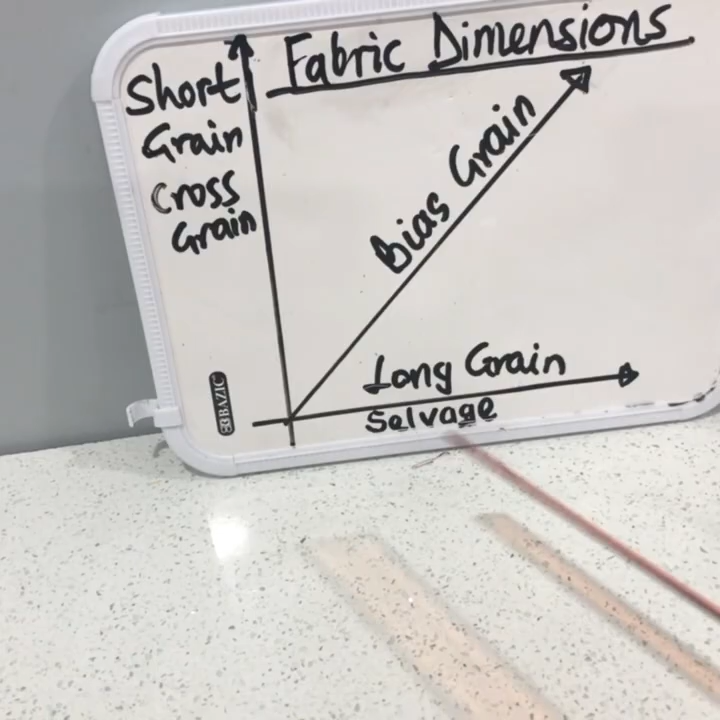 Fabric Dimensions
Short
Grain
Cross
Grain
Bias Grain
Long Grain
Selvage
BAZIC